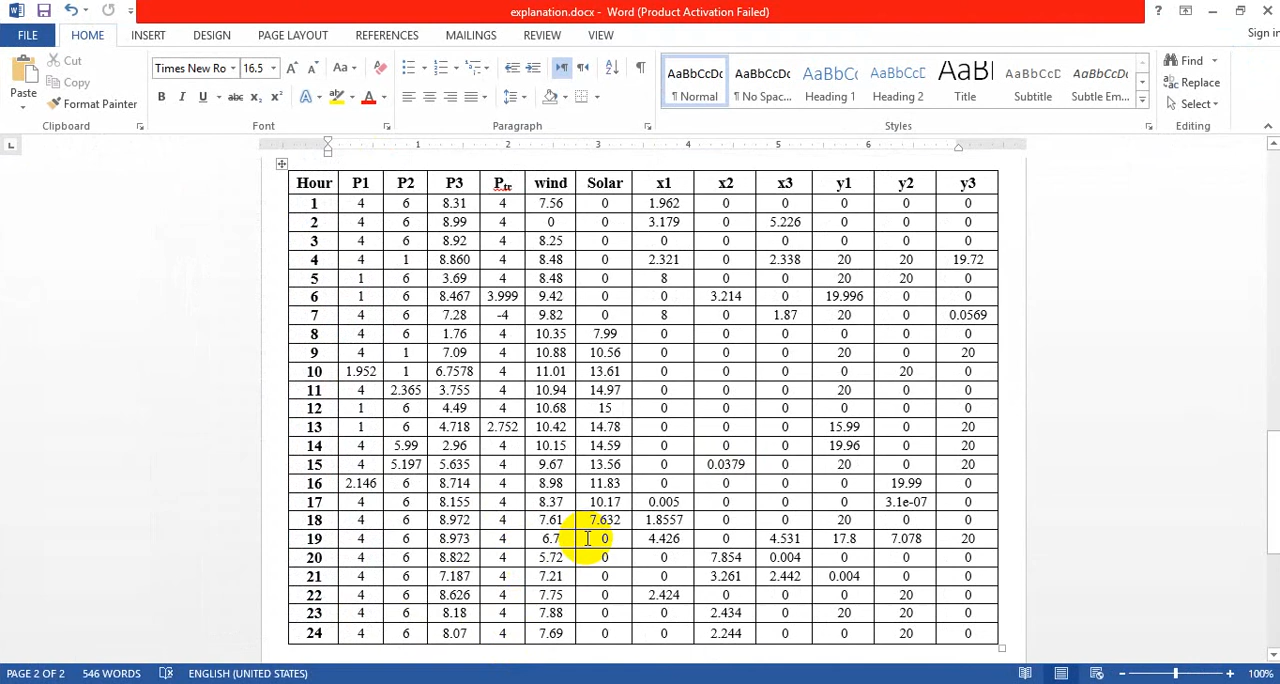 explanation.docx - Word (Product Activation Failed)
FILE HOME INSERT DESIGN PAGE LAYOUT REFERENCES MAILINGS REVIEW VIEW Sign in
Paste Cut Copy Format Painter
Times New Ro 16.5
AaBbCcDc AaBbCcDc AaBbCc AaBbCc AaBl AaBbCcD AaBbCcDc
¶ Normal ¶ No Spac... Heading 1 Heading 2 Title Subtitle Subtle Em...
Find
Replace
Select
Clipboard Font Paragraph Styles Editing
1 2 3 4 5 6
Hour P1 P2 P3 Ptr wind Solar x1 x2 x3 y1 y2 y3
1 4 6 8.31 4 7.56 0 1.962 0 0 0 0 0
2 4 6 8.99 4 0 0 3.179 0 5.226 0 0 0
3 4 6 8.92 4 8.25 0 0 0 0 0 0 0
4 4 1 8.860 4 8.48 0 2.321 0 2.338 20 20 19.72
5 1 6 3.69 4 8.48 0 8 0 0 20 20 0
6 1 6 8.467 3.999 9.42 0 0 3.214 0 19.996 0 0
7 4 6 7.28 -4 9.82 0 8 0 1.87 20 0 0.0569
8 4 6 1.76 4 10.35 7.99 0 0 0 0 0 0
9 4 1 7.09 4 10.88 10.56 0 0 0 20 0 20
10 1.952 1 6.7578 4 11.01 13.61 0 0 0 0 20 0
11 4 2.365 3.755 4 10.94 14.97 0 0 0 20 0 0
12 1 6 4.49 4 10.68 15 0 0 0 0 0 0
13 1 6 4.718 2.752 10.42 14.78 0 0 0 15.99 0 20
14 4 5.99 2.96 4 10.15 14.59 0 0 0 19.96 0 20
15 4 5.197 5.635 4 9.67 13.56 0 0.0379 0 20 0 20
16 2.146 6 8.714 4 8.98 11.83 0 0 0 0 19.99 0
17 4 6 8.155 4 8.37 10.17 0.005 0 0 0 3.1e-07 0
18 4 6 8.972 4 7.61 7.632 1.8557 0 0 20 0 0
19 4 6 8.973 4 6.7 0 4.426 0 4.531 17.8 7.078 20
20 4 6 8.822 4 5.72 0 0 7.854 0.004 0 0 0
21 4 6 7.187 4 7.21 0 0 3.261 2.442 0.004 0 0
22 4 6 8.626 4 7.75 0 2.424 0 0 0 20 0
23 4 6 8.18 4 7.88 0 0 2.434 0 20 20 0
24 4 6 8.07 4 7.69 0 0 2.244 0 0 20 0
PAGE 2 OF 2 546 WORDS ENGLISH (UNITED STATES) 100%